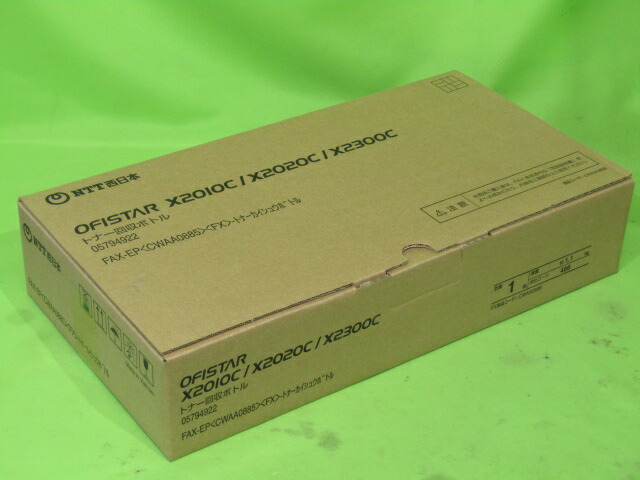 NTT西日本
OFISTAR X2010C / X2020C / X2300C
トナー回収ボトル
05794922
FAX-EP<CWAA0885><FX>-トナーカイシュウボトル
⚠注意
NTT西日本
OFISTAR
X2010C / X2020C / X2300C
トナー回収ボトル
05794922
FAX-EP<CWAA0885><FX>-トナーカイシュウボトル
1